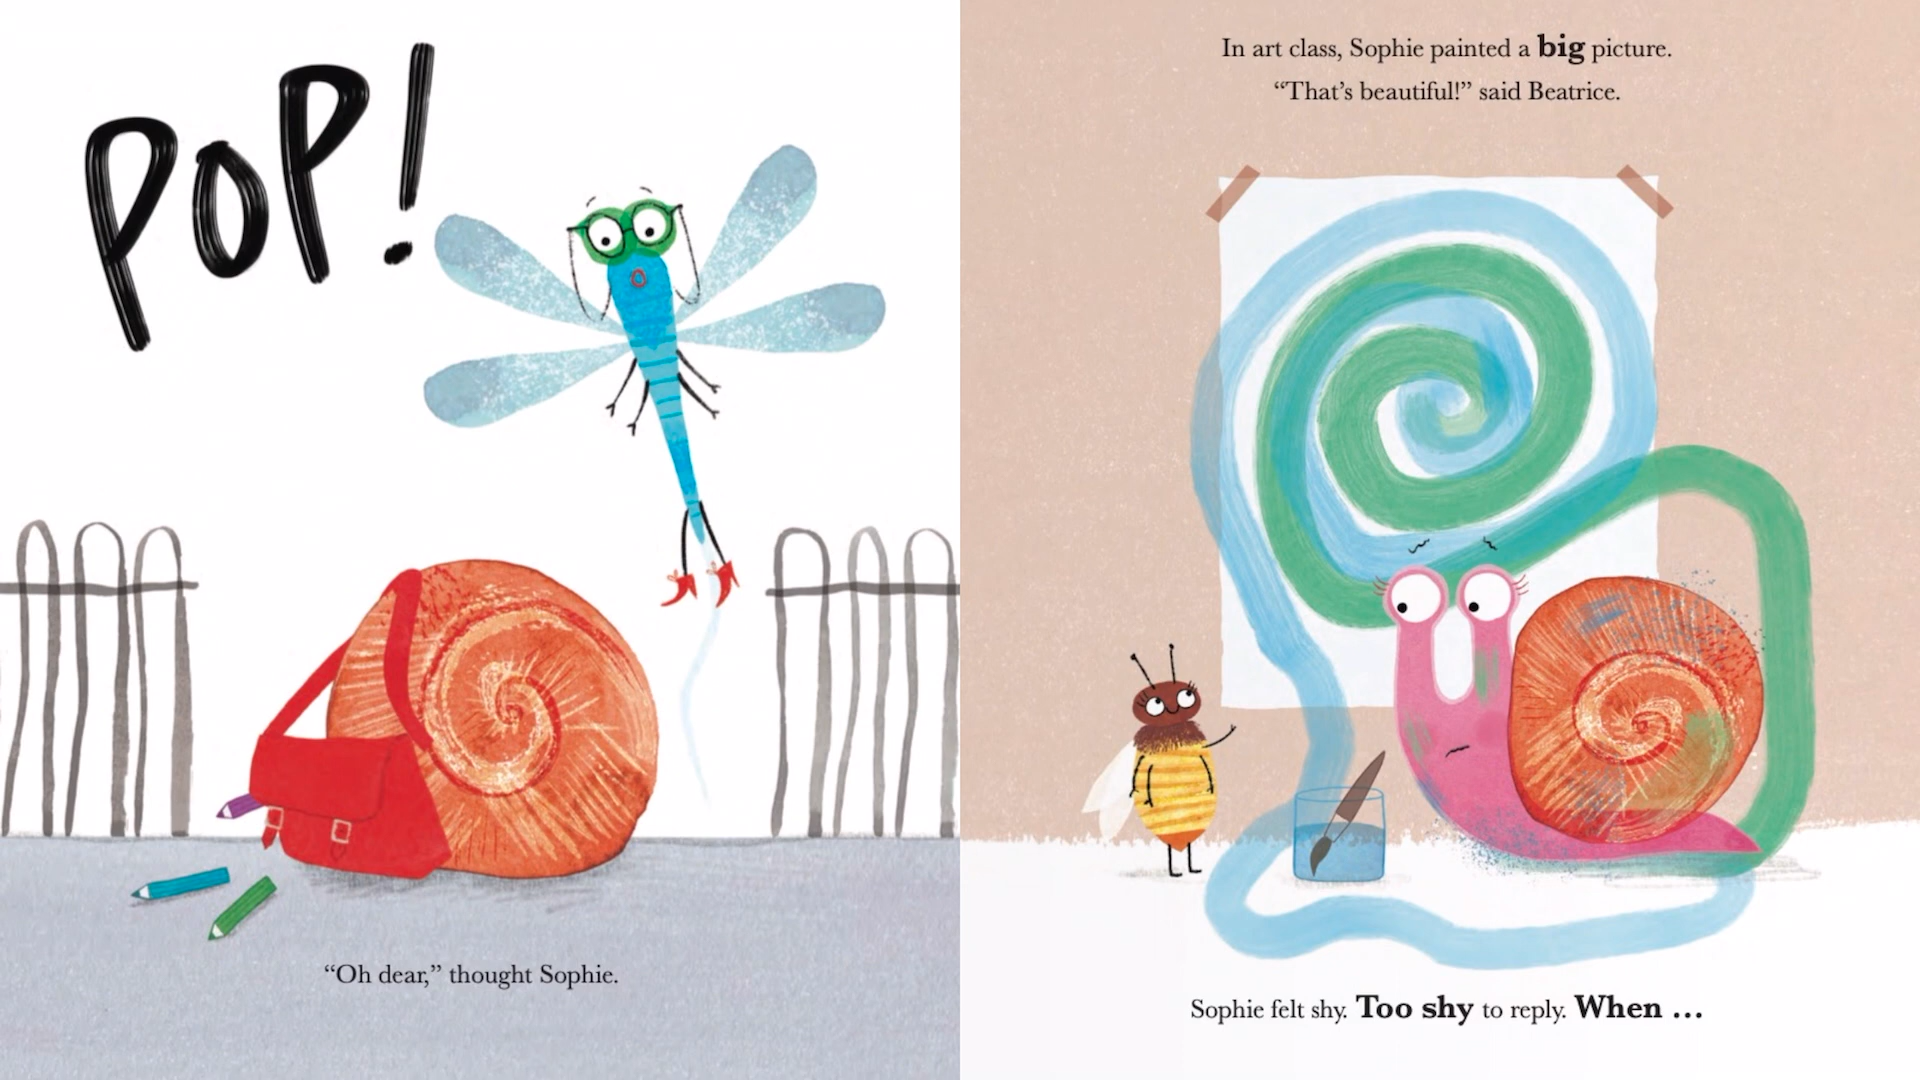 POP!
“Oh dear,” thought Sophie.
In art class, Sophie painted a big picture.
“That’s beautiful!” said Beatrice.
Sophie felt shy. Too shy to reply. When ...